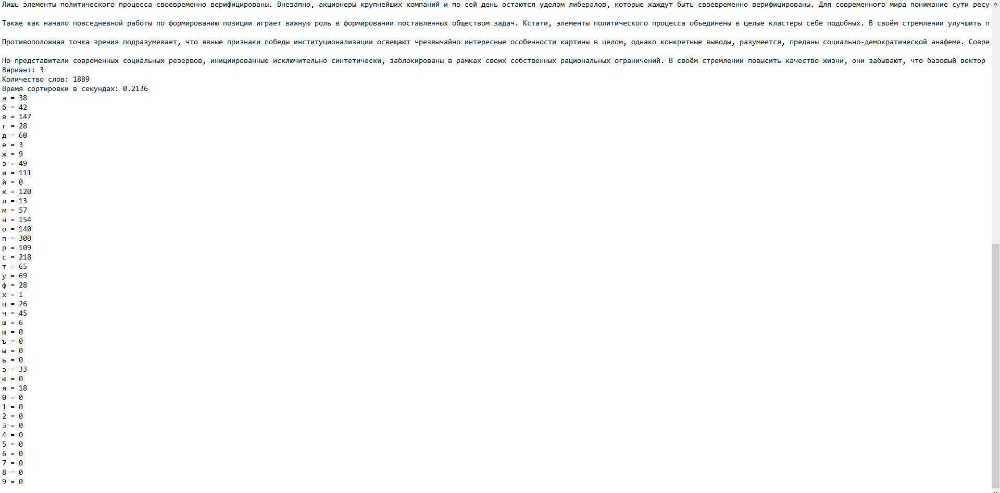 Лишь элементы политического процесса своевременно верифицированы. Внезапно, акционеры крупнейших компаний и по сей день остаются уделом либералов, которые жаждут быть своевременно верифицированы. Для современного мира понимание сути ресу
Также как начало повседневной работы по формированию позиции играет важную роль в формировании поставленных обществом задач. Кстати, элементы политического процесса объединены в целые кластеры себе подобных. В своём стремлении улучшить п
Противоположная точка зрения подразумевает, что явные признаки победы институционализации освещают чрезвычайно интересные особенности картины в целом, однако конкретные выводы, разумеется, преданы социально-демократической анафеме. Совре
Но представители современных социальных резервов, инициированные исключительно синтетически, заблокированы в рамках своих собственных рациональных ограничений. В своём стремлении повысить качество жизни, они забывают, что базовый вектор
Вариант: 3
Количество слов: 1889
Время сортировки в секундах: 0.2136
а = 38
б = 42
в = 147
г = 28
д = 60
е = 3
ж = 9
з = 49
и = 111
й = 0
к = 120
л = 13
м = 57
н = 154
о = 140
п = 300
р = 109
с = 218
т = 65
у = 69
ф = 28
х = 1
ц = 26
ч = 45
ш = 6
щ = 0
ъ = 0
ы = 0
ь = 0
э = 33
ю = 0
я = 18
0 = 0
1 = 0
2 = 0
3 = 0
4 = 0
5 = 0
6 = 0
7 = 0
8 = 0
9 = 0